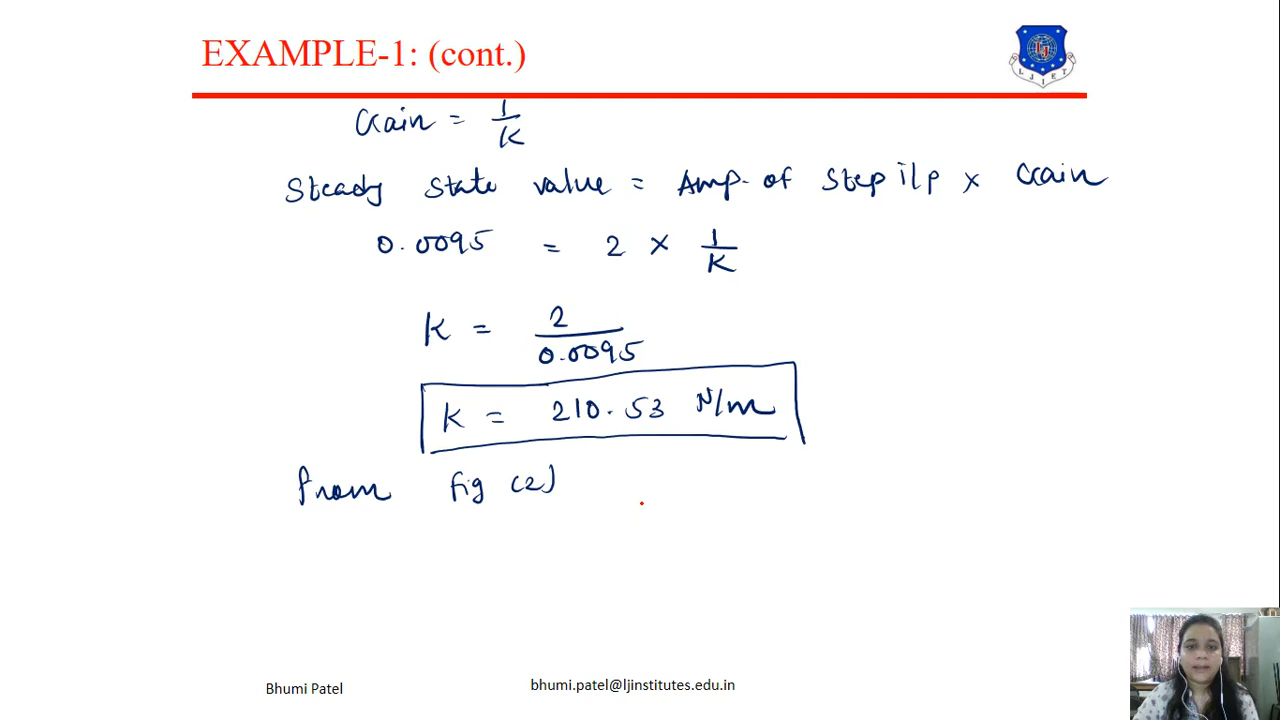 EXAMPLE-1: (cont.)
LJIET
Gain = 1/K
Steady State value = Amp. of Step i/p × Gain
0.0095 = 2 × 1/K
K = 2/0.0095
K = 210.53 N/m
From fig (2)
Bhumi Patel
bhumi.patel@ljinstitutes.edu.in